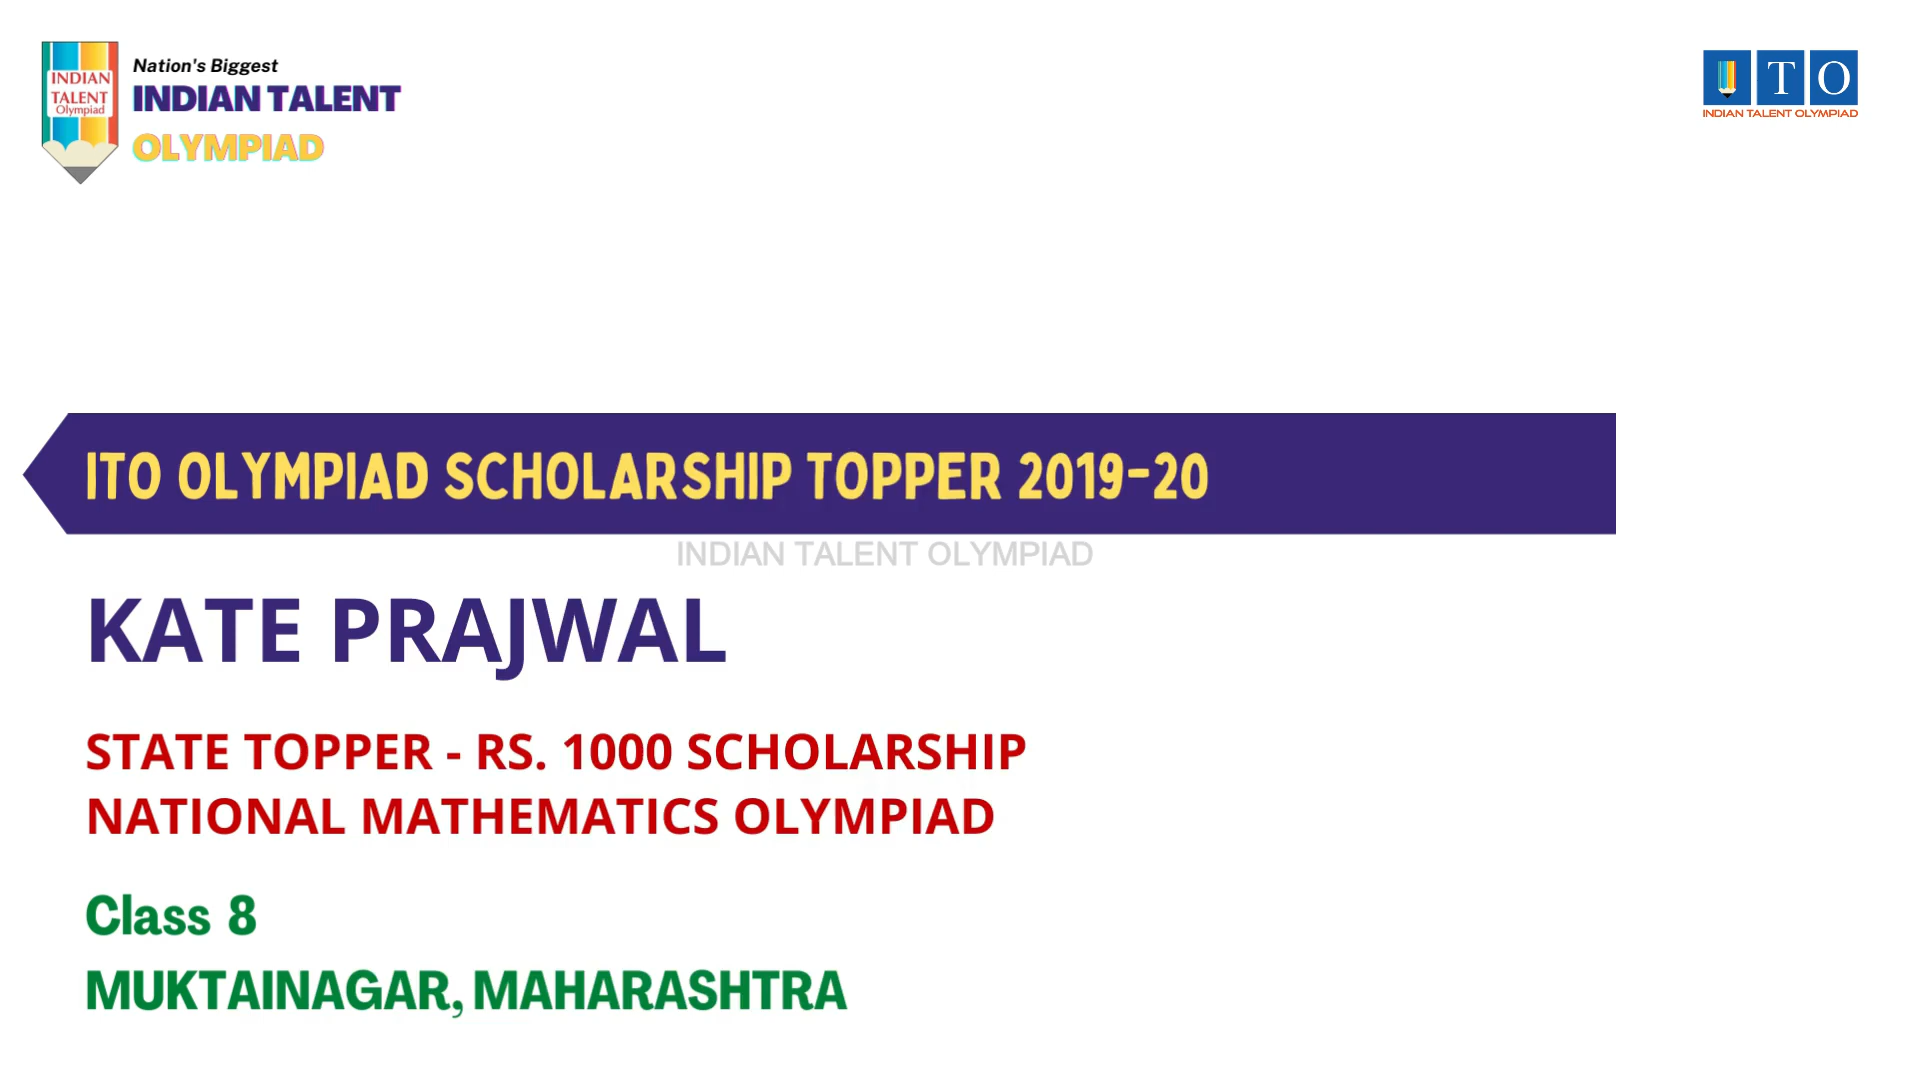 Nation's Biggest
INDIAN TALENT
OLYMPIAD
INDIAN
TALENT
Olympiad
I T O
INDIAN TALENT OLYMPIAD
ITO OLYMPIAD SCHOLARSHIP TOPPER 2019-20
INDIAN TALENT OLYMPIAD
KATE PRAJWAL
STATE TOPPER - RS. 1000 SCHOLARSHIP
NATIONAL MATHEMATICS OLYMPIAD
Class 8
MUKTAINAGAR, MAHARASHTRA